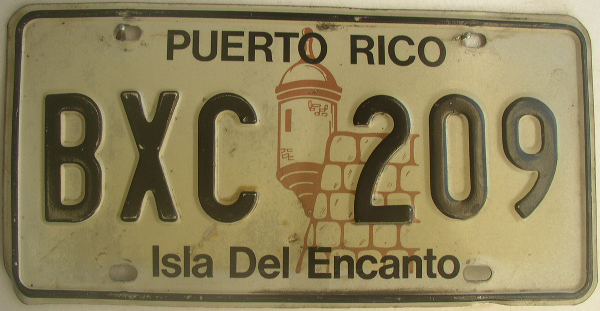 PUERTO RICO
BXC 209
Isla Del Encanto